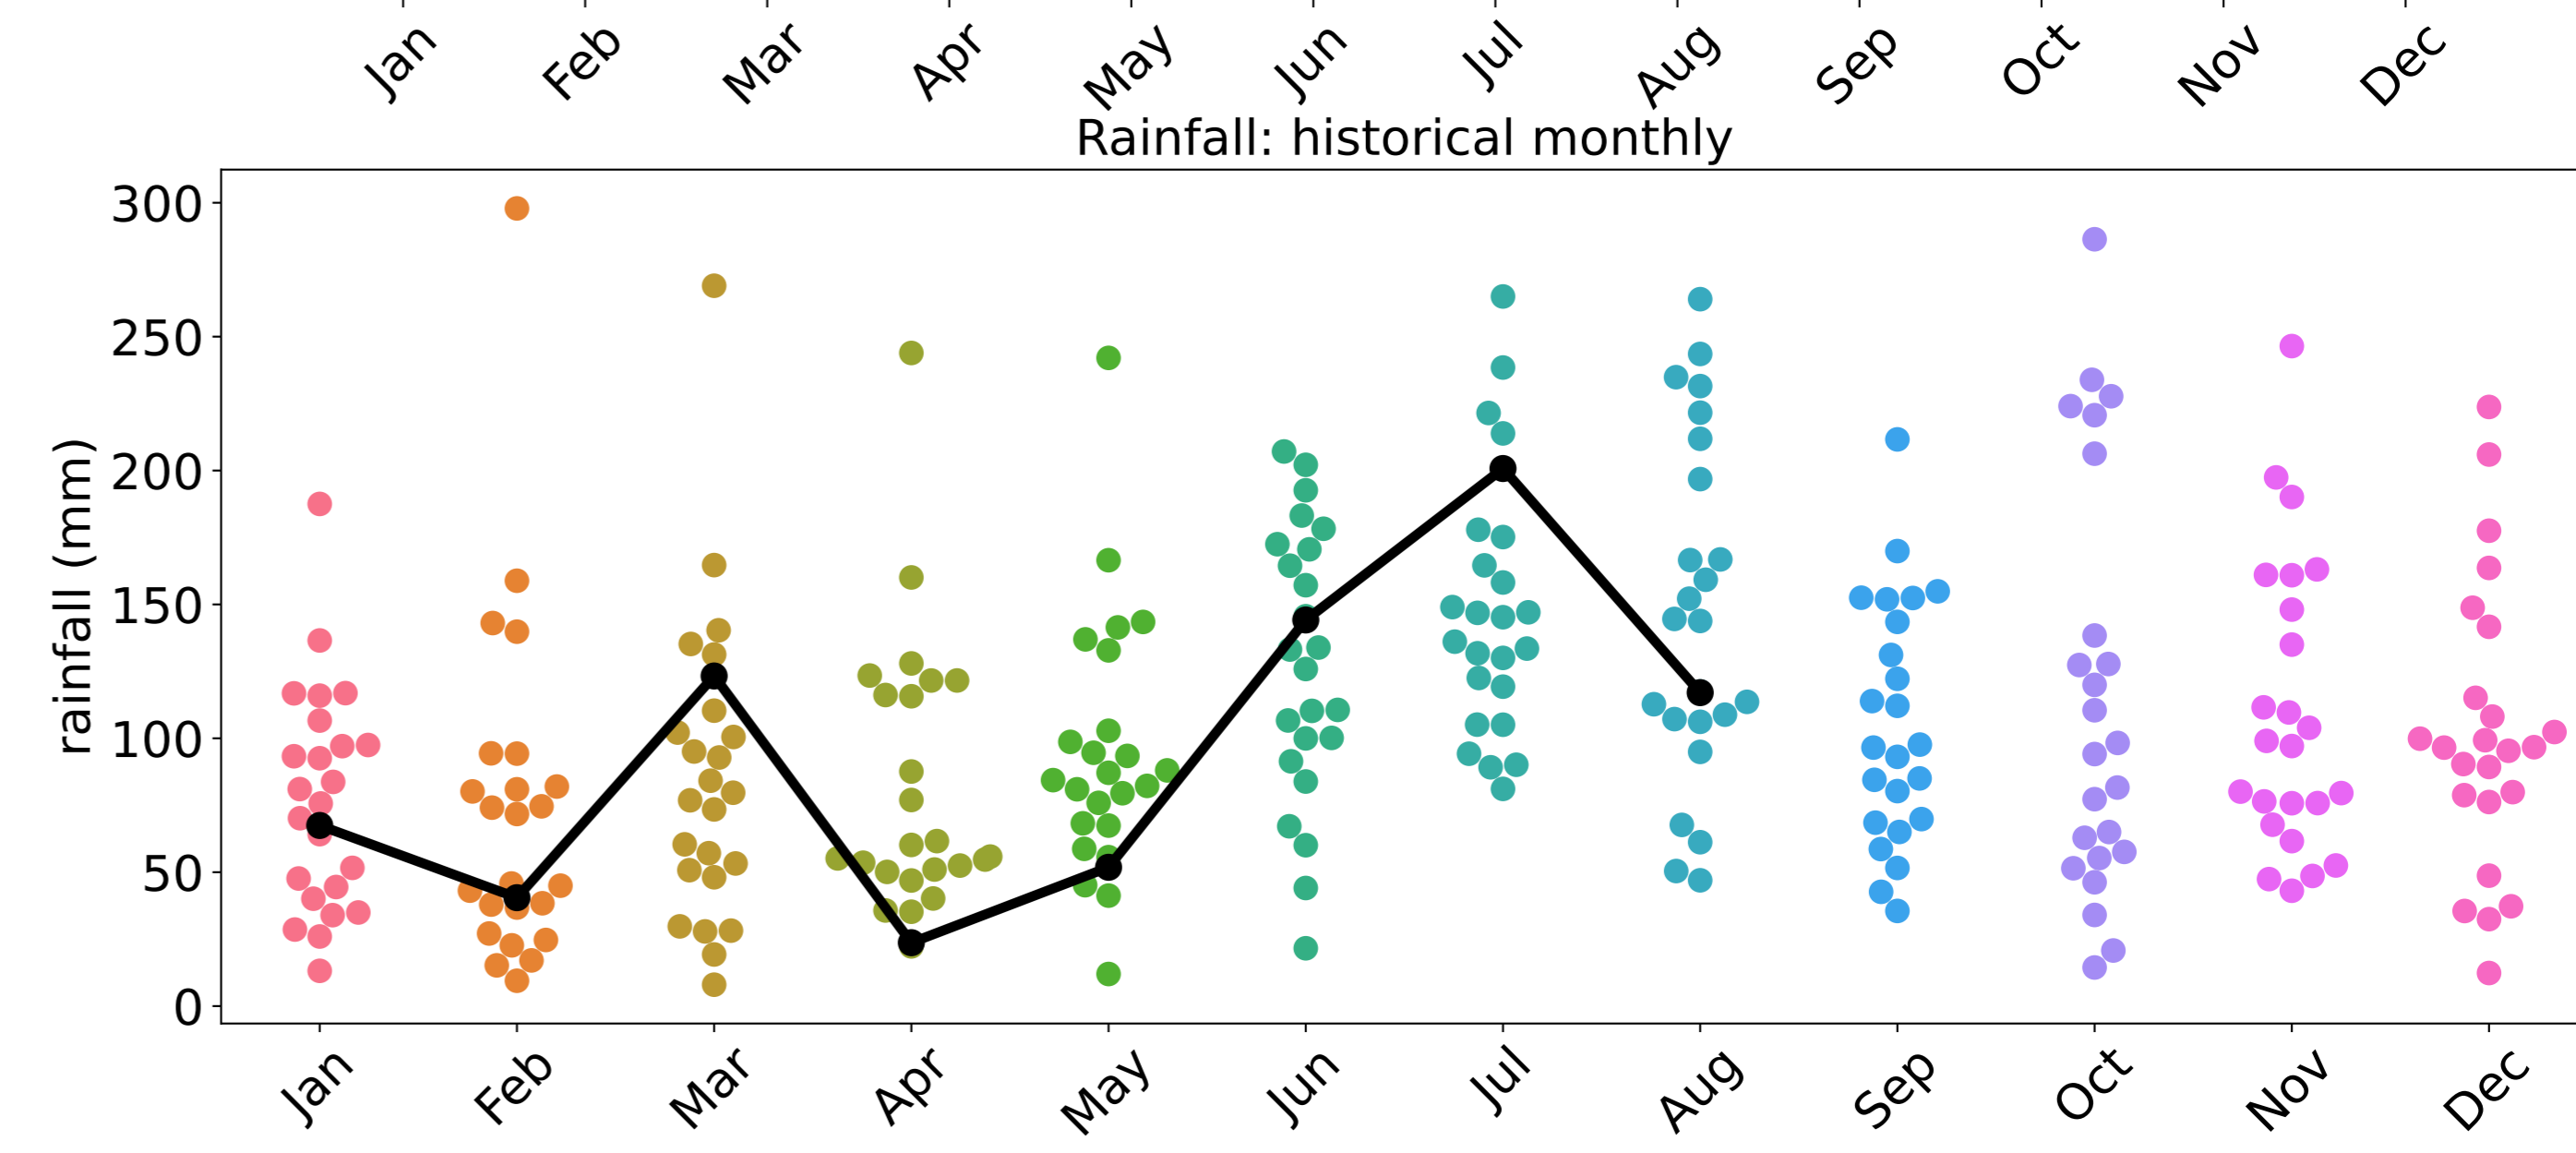 Jan Feb Mar Apr May Jun Jul Aug Sep Oct Nov Dec
Rainfall: historical monthly
300
250
200
150
100
50
0
rainfall (mm)
Jan Feb Mar Apr May Jun Jul Aug Sep Oct Nov Dec